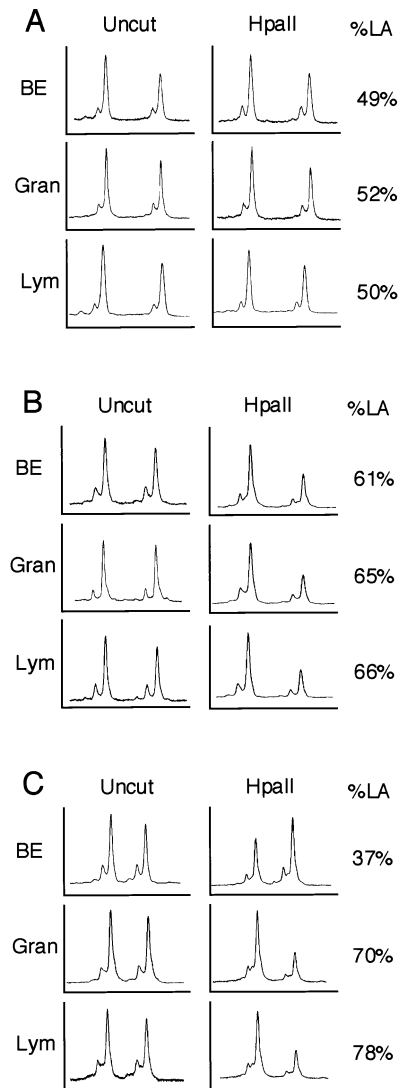 A
Uncut HpaII %LA
BE 49%
Gran 52%
Lym 50%
B
Uncut HpaII %LA
BE 61%
Gran 65%
Lym 66%
C
Uncut HpaII %LA
BE 37%
Gran 70%
Lym 78%